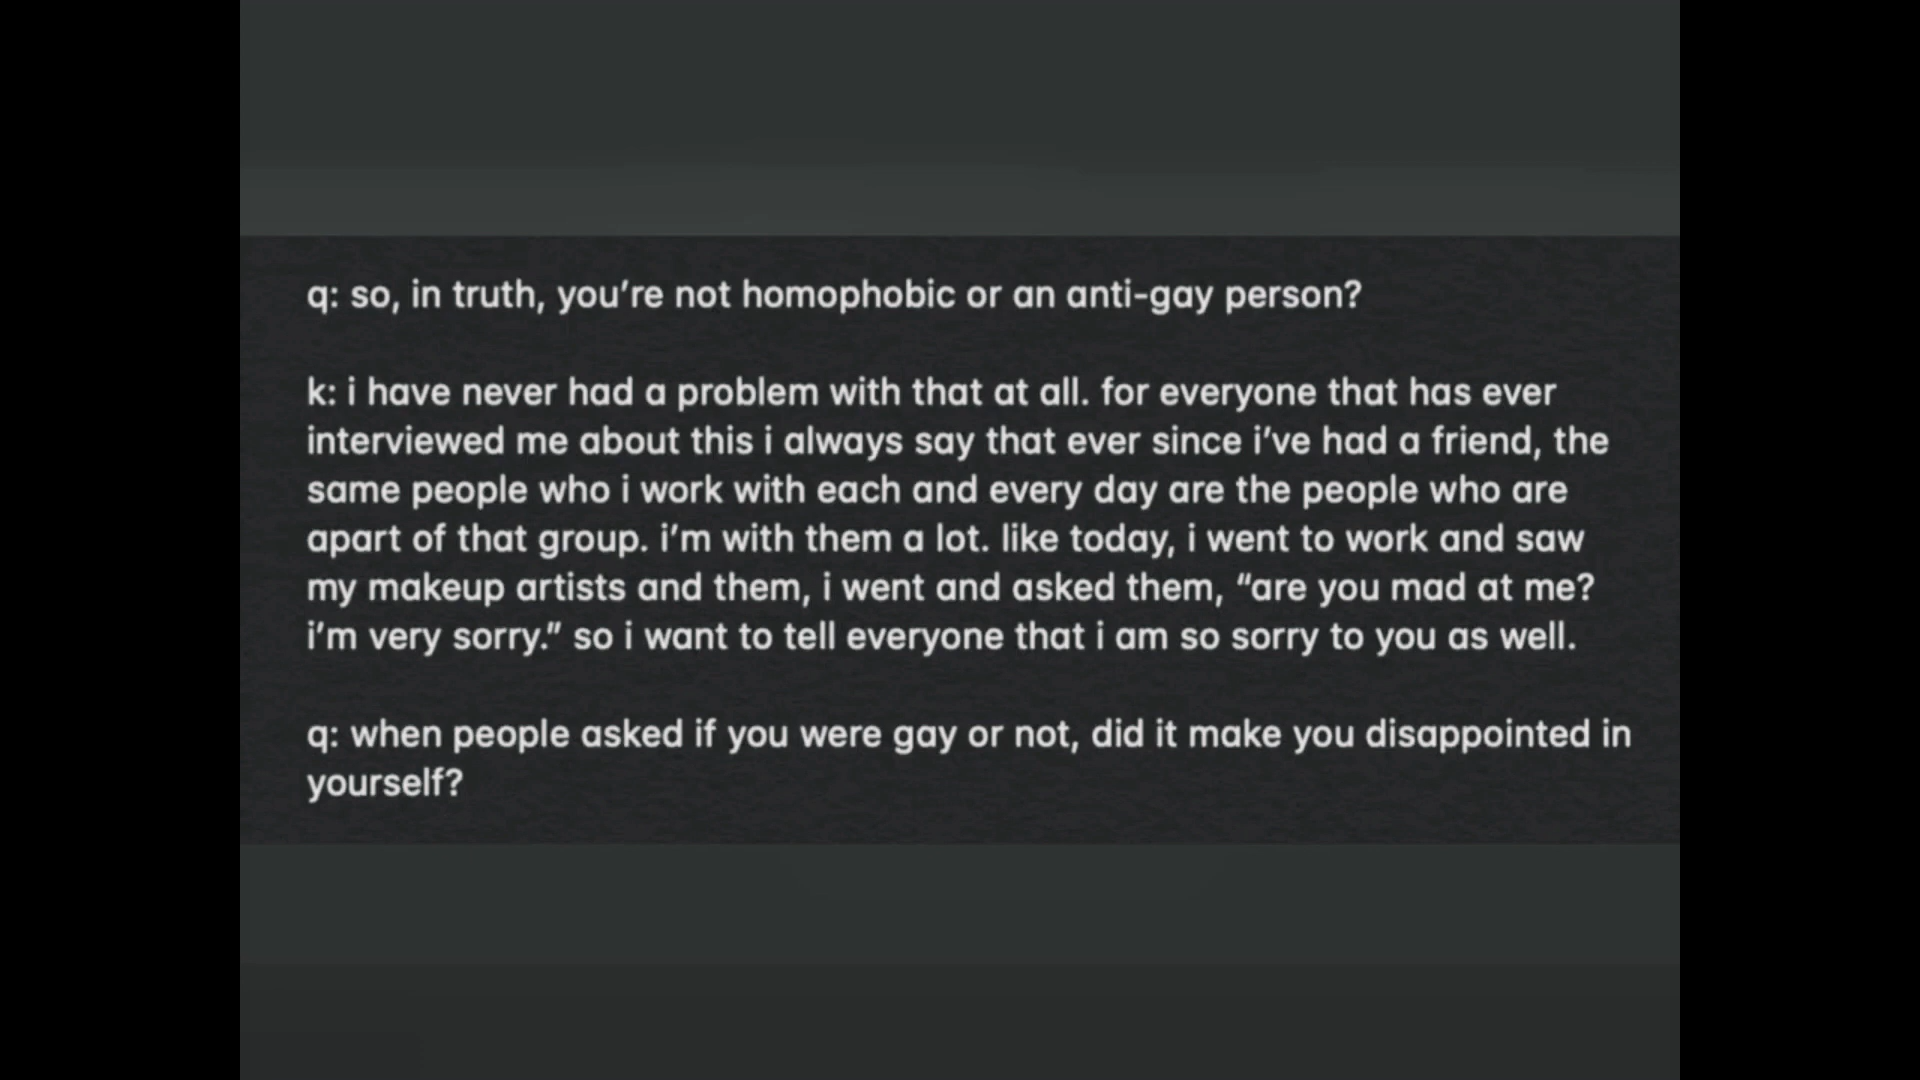 q: so, in truth, you're not homophobic or an anti-gay person?
k: i have never had a problem with that at all. for everyone that has ever
interviewed me about this i always say that ever since i've had a friend, the
same people who i work with each and every day are the people who are
apart of that group. i'm with them a lot. like today, i went to work and saw
my makeup artists and them, i went and asked them, “are you mad at me?
i'm very sorry.” so i want to tell everyone that i am so sorry to you as well.
q: when people asked if you were gay or not, did it make you disappointed in
yourself?